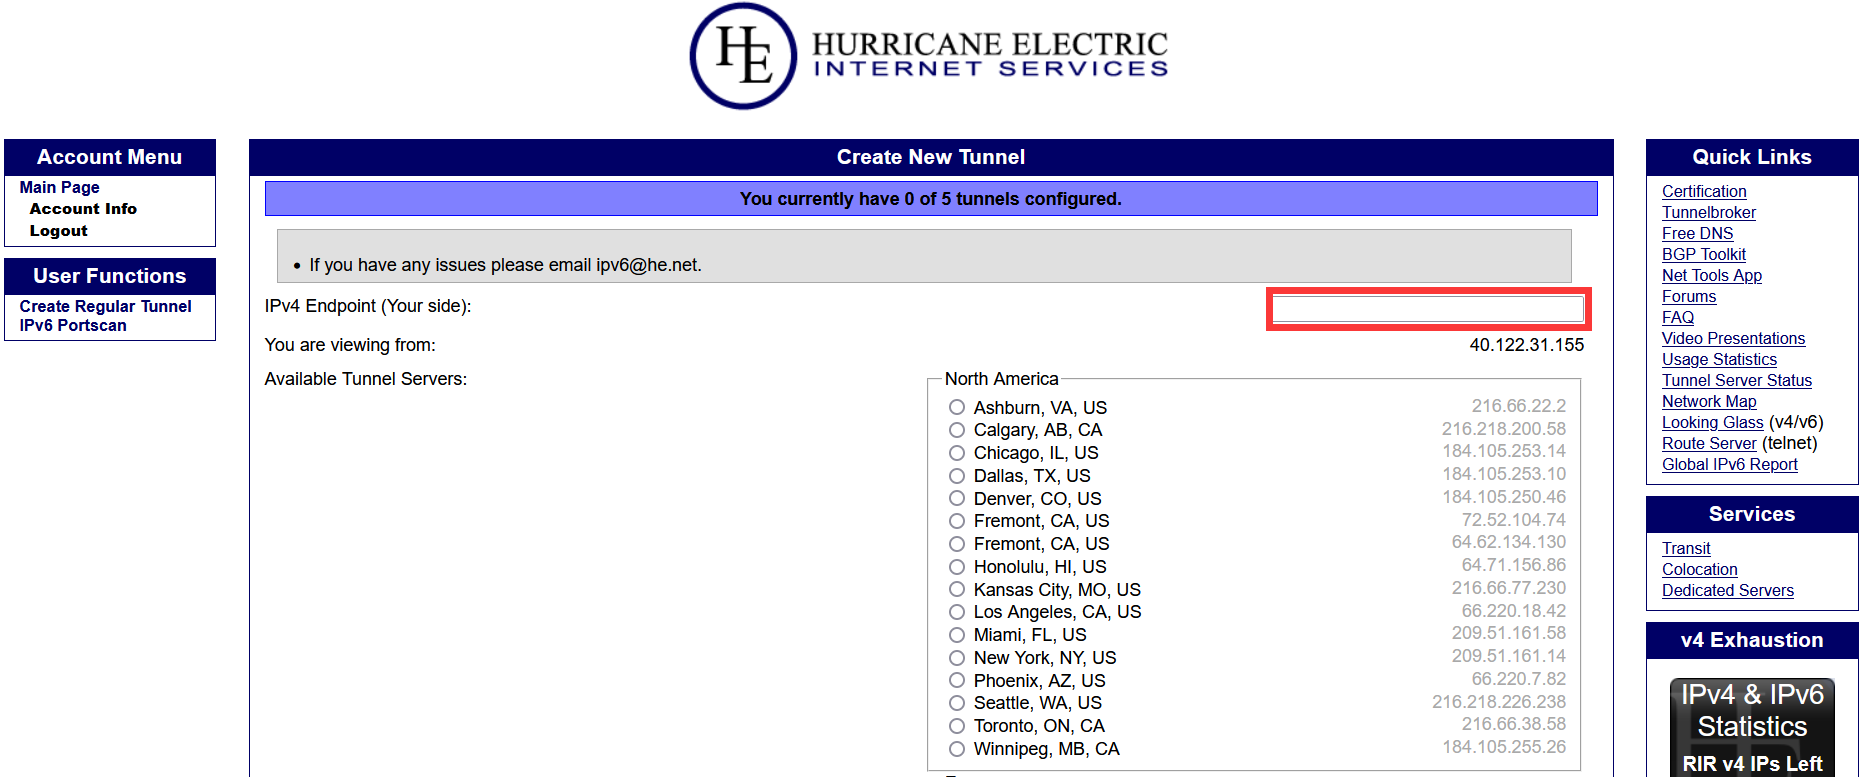 HE
HURRICANE ELECTRIC
INTERNET SERVICES
Account Menu
Main Page
Account Info
Logout
User Functions
Create Regular Tunnel
IPv6 Portscan
Create New Tunnel
You currently have 0 of 5 tunnels configured.
• If you have any issues please email ipv6@he.net.
IPv4 Endpoint (Your side):
You are viewing from: 40.122.31.155
Available Tunnel Servers:
North America
Ashburn, VA, US 216.66.22.2
Calgary, AB, CA 216.218.200.58
Chicago, IL, US 184.105.253.14
Dallas, TX, US 184.105.253.10
Denver, CO, US 184.105.250.46
Fremont, CA, US 72.52.104.74
Fremont, CA, US 64.62.134.130
Honolulu, HI, US 64.71.156.86
Kansas City, MO, US 216.66.77.230
Los Angeles, CA, US 66.220.18.42
Miami, FL, US 209.51.161.58
New York, NY, US 209.51.161.14
Phoenix, AZ, US 66.220.7.82
Seattle, WA, US 216.218.226.238
Toronto, ON, CA 216.66.38.58
Winnipeg, MB, CA 184.105.255.26
Quick Links
Certification
Tunnelbroker
Free DNS
BGP Toolkit
Net Tools App
Forums
FAQ
Video Presentations
Usage Statistics
Tunnel Server Status
Network Map
Looking Glass (v4/v6)
Route Server (telnet)
Global IPv6 Report
Services
Transit
Colocation
Dedicated Servers
v4 Exhaustion
IPv4 & IPv6
Statistics
RIR v4 IPs Left